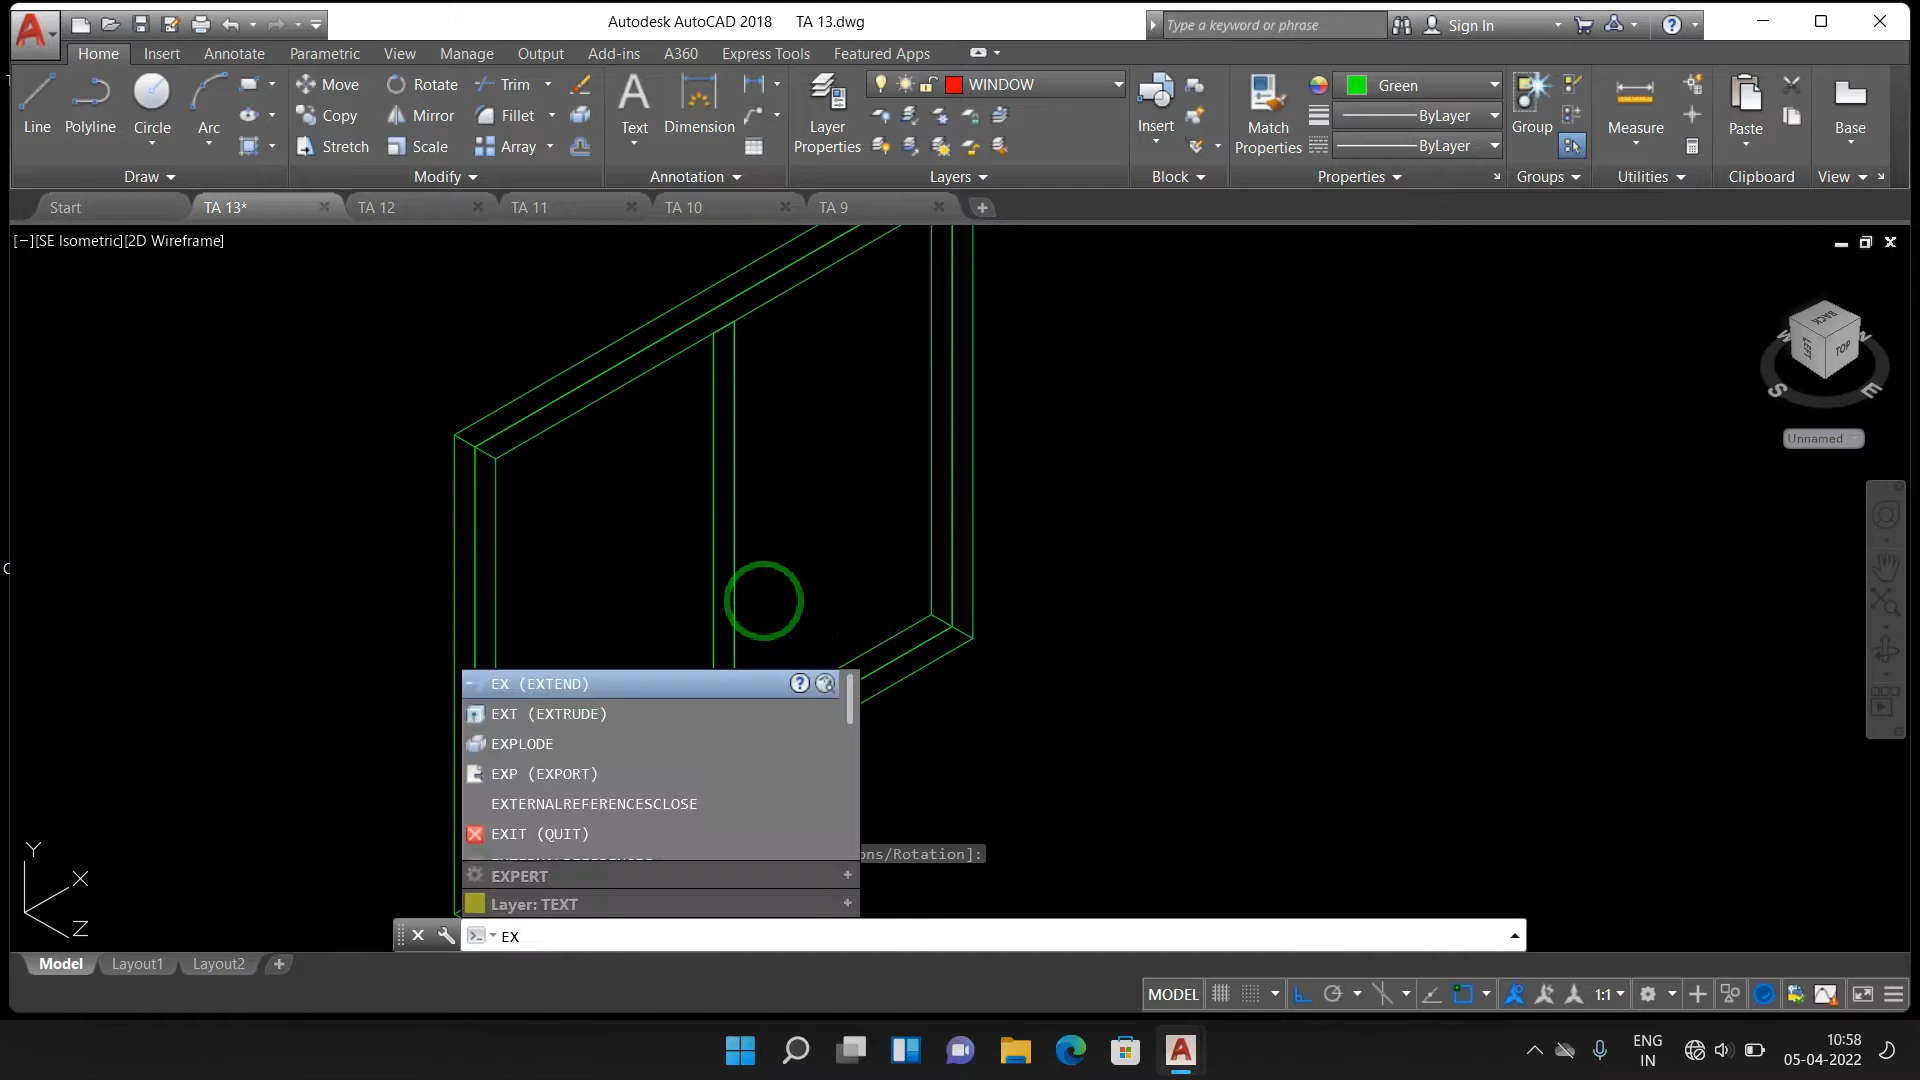 Autodesk AutoCAD 2018 TA 13.dwg
Type a keyword or phrase
Sign In
Home Insert Annotate Parametric View Manage Output Add-ins A360 Express Tools Featured Apps
Line Polyline Circle Arc
Move Rotate Trim
Copy Mirror Fillet
Stretch Scale Array
Text Dimension
Layer Properties
WINDOW
Insert
Match Properties
Green
ByLayer
ByLayer
Group
Measure
Paste
Base
Draw Modify Annotation Layers Block Properties Groups Utilities Clipboard View
Start TA 13* TA 12 TA 11 TA 10 TA 9
[−][SE Isometric][2D Wireframe]
BACK
LEFT TOP
S E
Unnamed
EX (EXTEND)
EXT (EXTRUDE)
EXPLODE
EXP (EXPORT)
EXTERNALREFERENCESCLOSE
EXIT (QUIT)
ons/Rotation]:
EXPERT
Layer: TEXT
Y
X
Z
EX
Model Layout1 Layout2
MODEL 1:1
ENG
IN
10:58
05-04-2022